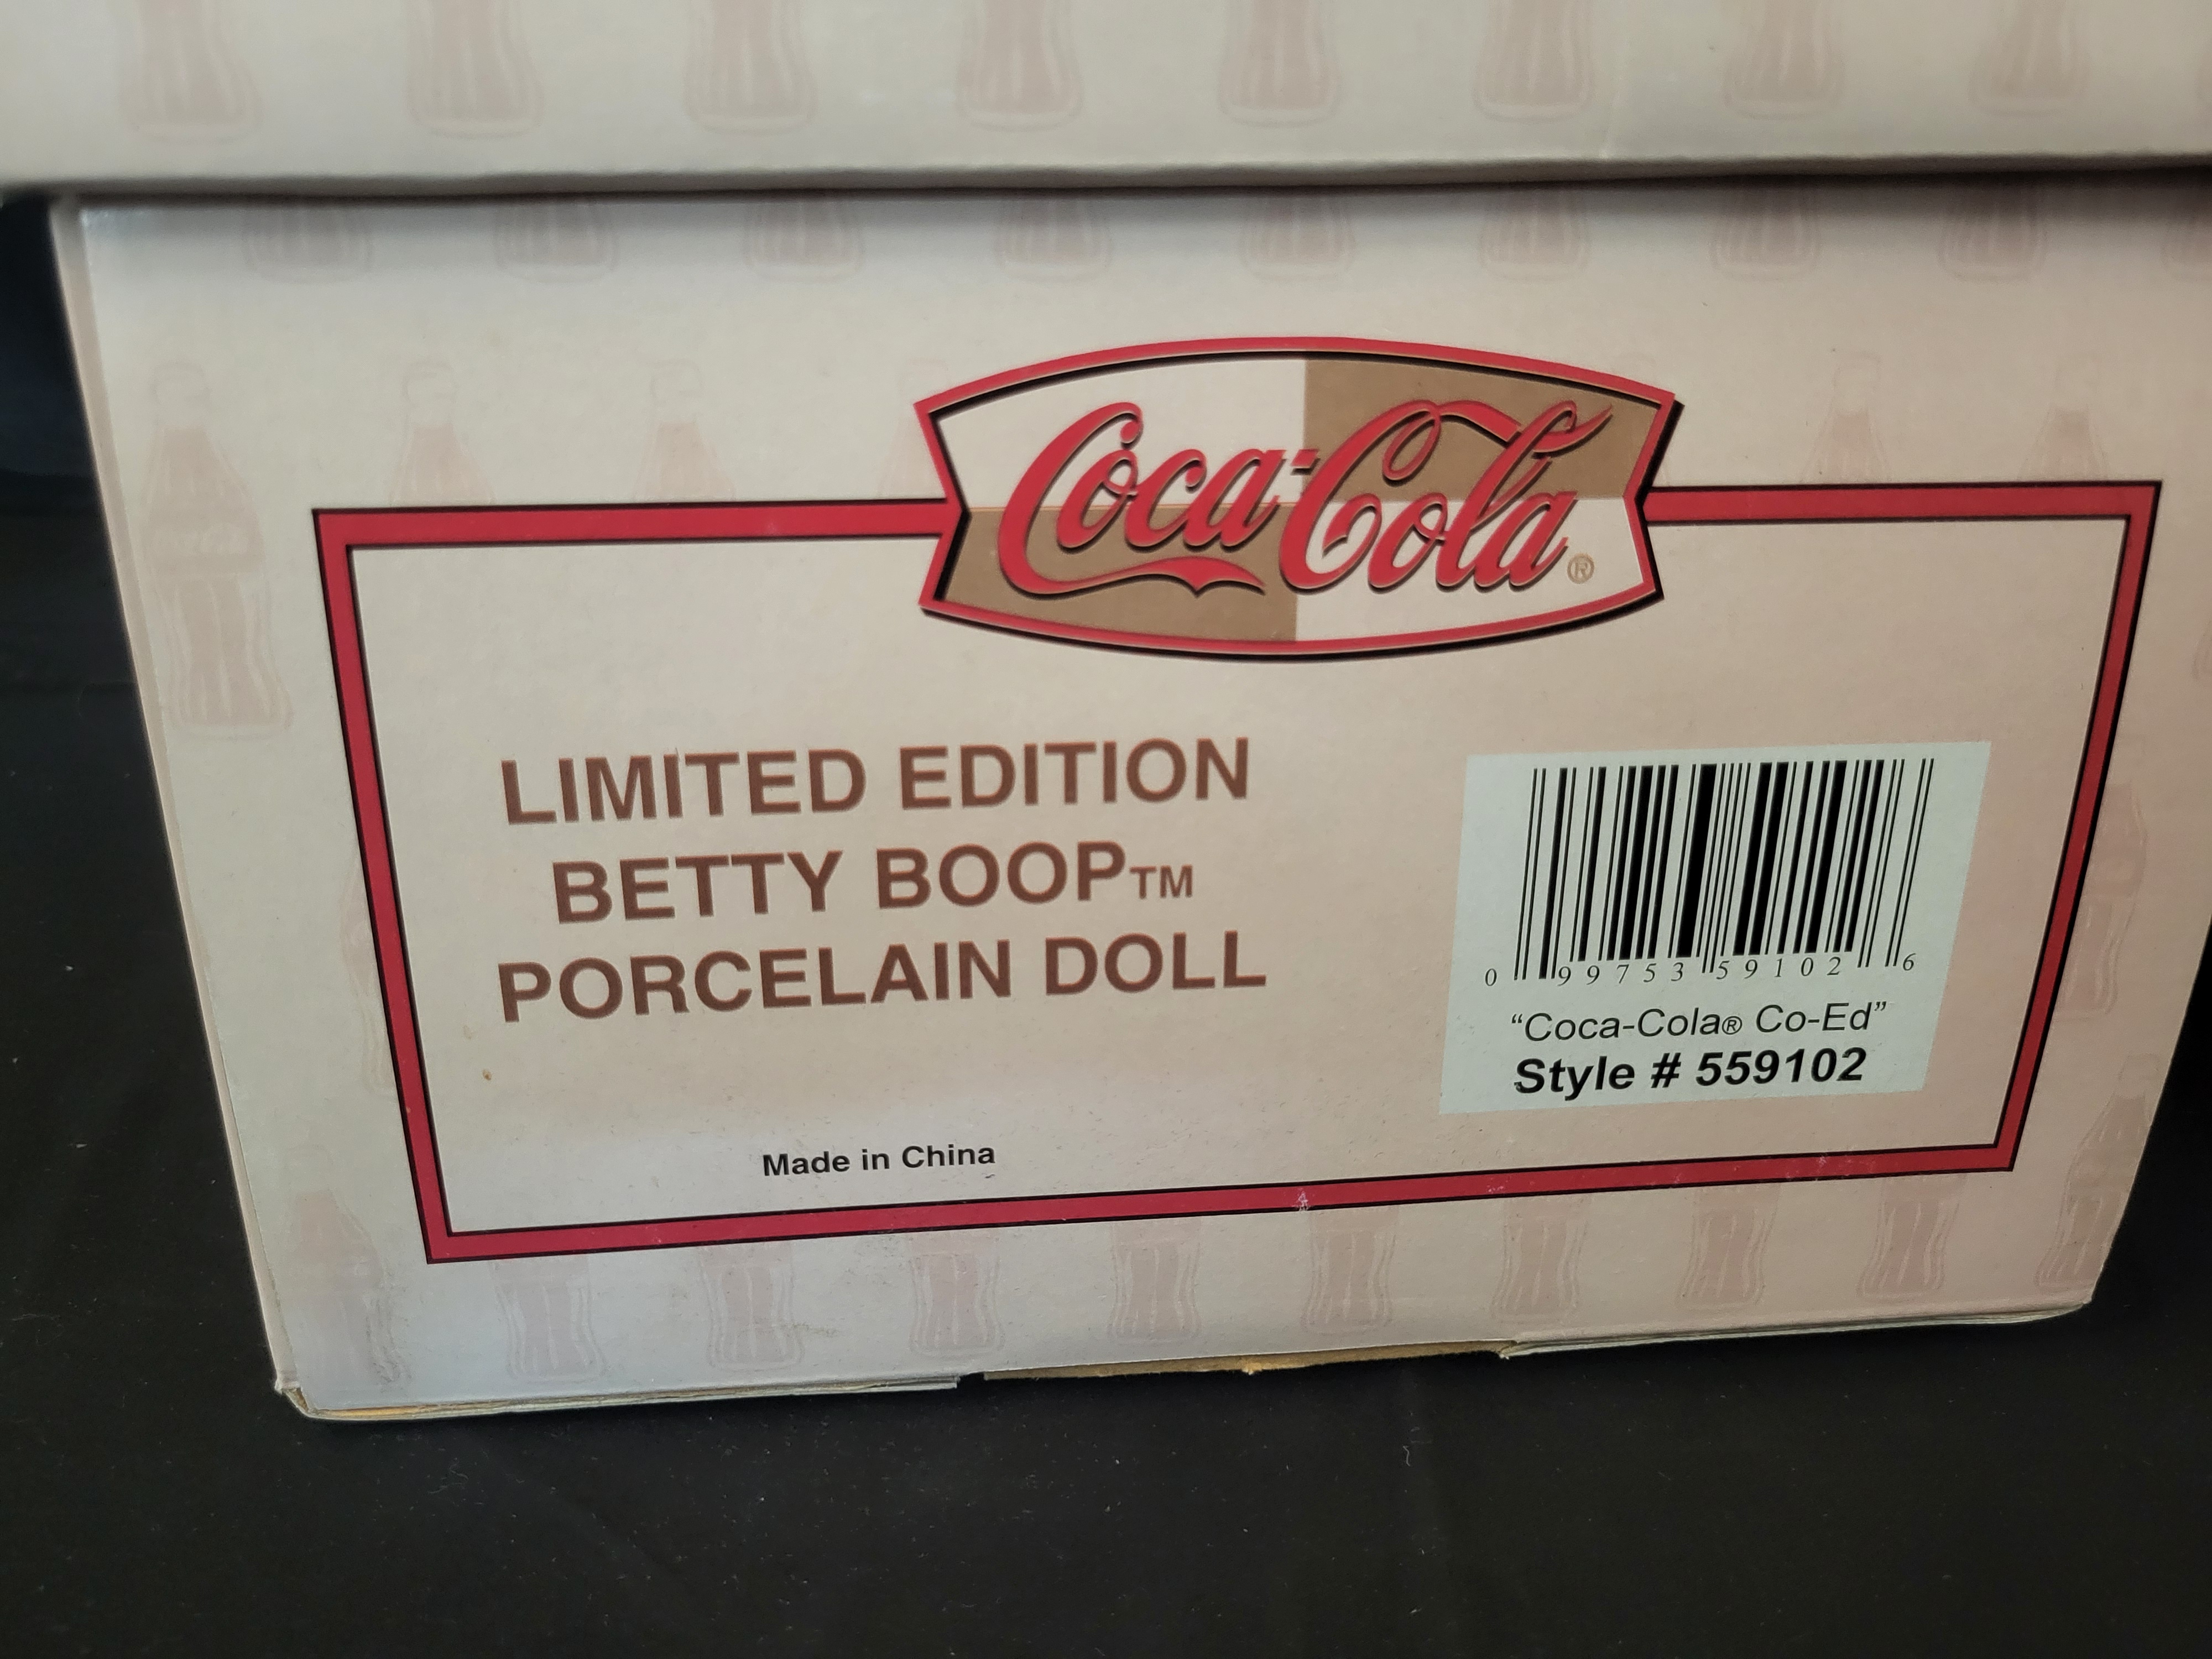 Coca-Cola®
LIMITED EDITION
BETTY BOOP™
PORCELAIN DOLL
0 99753 59102 6
“Coca-Cola® Co-Ed”
Style # 559102
Made in China